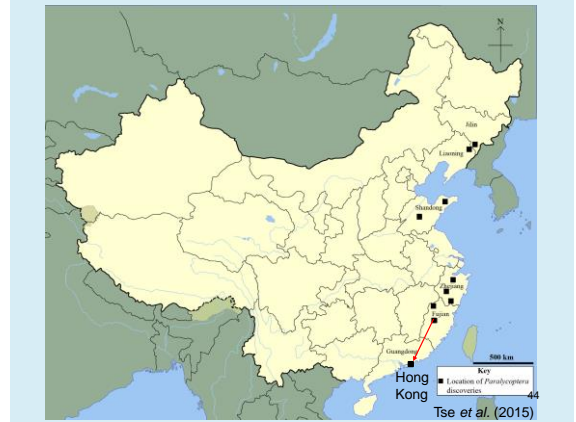 N
Jilin
Liaoning
Shandong
Zhejiang
Fujian
Guangdong
500 km
Hong
Kong
Key
Location of Paralycoptera
discoveries
44
Tse et al. (2015)